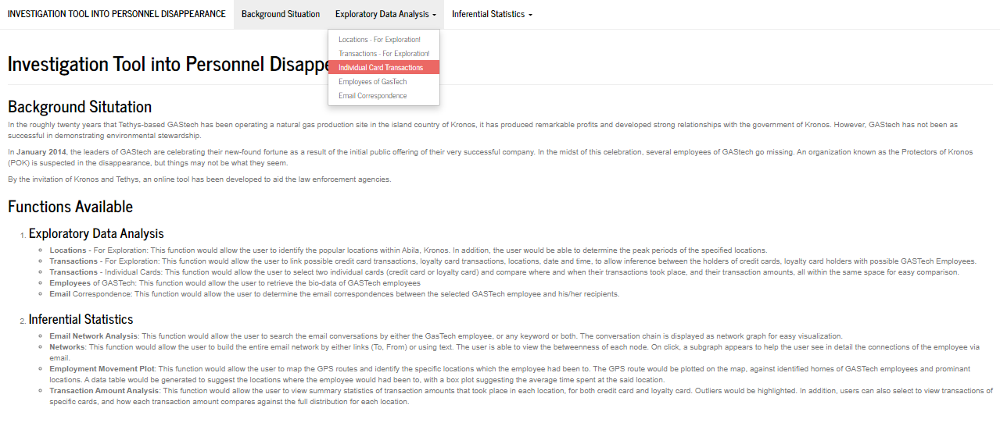 INVESTIGATION TOOL INTO PERSONNEL DISAPPEARANCE Background Situation Exploratory Data Analysis Inferential Statistics
Locations - For Exploration!
Transactions - For Exploration!
Individual Card Transactions
Employees of GasTech
Email Correspondence
Investigation Tool into Personnel Disappe
Background Situtation
In the roughly twenty years that Tethys-based GAStech has been operating a natural gas production site in the island country of Kronos, it has produced remarkable profits and developed strong relationships with the government of Kronos. However, GAStech has not been as
successful in demonstrating environmental stewardship.
In January 2014, the leaders of GAStech are celebrating their new-found fortune as a result of the initial public offering of their very successful company. In the midst of this celebration, several employees of GAStech go missing. An organization known as the Protectors of Kronos
(POK) is suspected in the disappearance, but things may not be what they seem.
By the invitation of Kronos and Tethys, an online tool has been developed to aid the law enforcement agencies.
Functions Available
1. Exploratory Data Analysis
Locations - For Exploration: This function would allow the user to identify the popular locations within Abila, Kronos. In addition, the user would be able to determine the peak periods of the specified locations.
Transactions - For Exploration: This function would allow the user to link possible credit card transactions, loyalty card transactions, locations, date and time, to allow inference between the holders of credit cards, loyalty card holders with possible GASTech Employees.
Transactions - Individual Cards: This function would allow the user to select two individual cards (credit card or loyalty card) and compare where and when their transactions took place, and their transaction amounts, all within the same space for easy comparison.
Employees of GASTech: This function would allow the user to retrieve the bio-data of GASTech employees
Email Correspondence: This function would allow the user to determine the email correspondences between the selected GASTech employee and his/her recipients.
2. Inferential Statistics
Email Network Analysis: This function would allow the user to search the email conversations by either the GasTech employee, or any keyword or both. The conversation chain is displayed as network graph for easy visualization.
Networks: This function would allow the user to build the entire email network by either links (To, From) or using text. The user is able to view the betweenness of each node. On click, a subgraph appears to help the user see in detail the connections of the employee via
email.
Employment Movement Plot: This function would allow the user to map the GPS routes and identify the specific locations which the employee had been to. The GPS route would be plotted on the map, against identified homes of GASTech employees and prominant
locations. A data table would be generated to suggest the locations where the employee would had been to, with a box plot suggesting the average time spent at the said location.
Transaction Amount Analysis: This function would allow the user to view summary statistics of transaction amounts that took place in each location, for both credit card and loyalty card. Outliers would be highlighted. In addition, users can also select to view transactions of
specific cards, and how each transaction amount compares against the full distribution for each location.